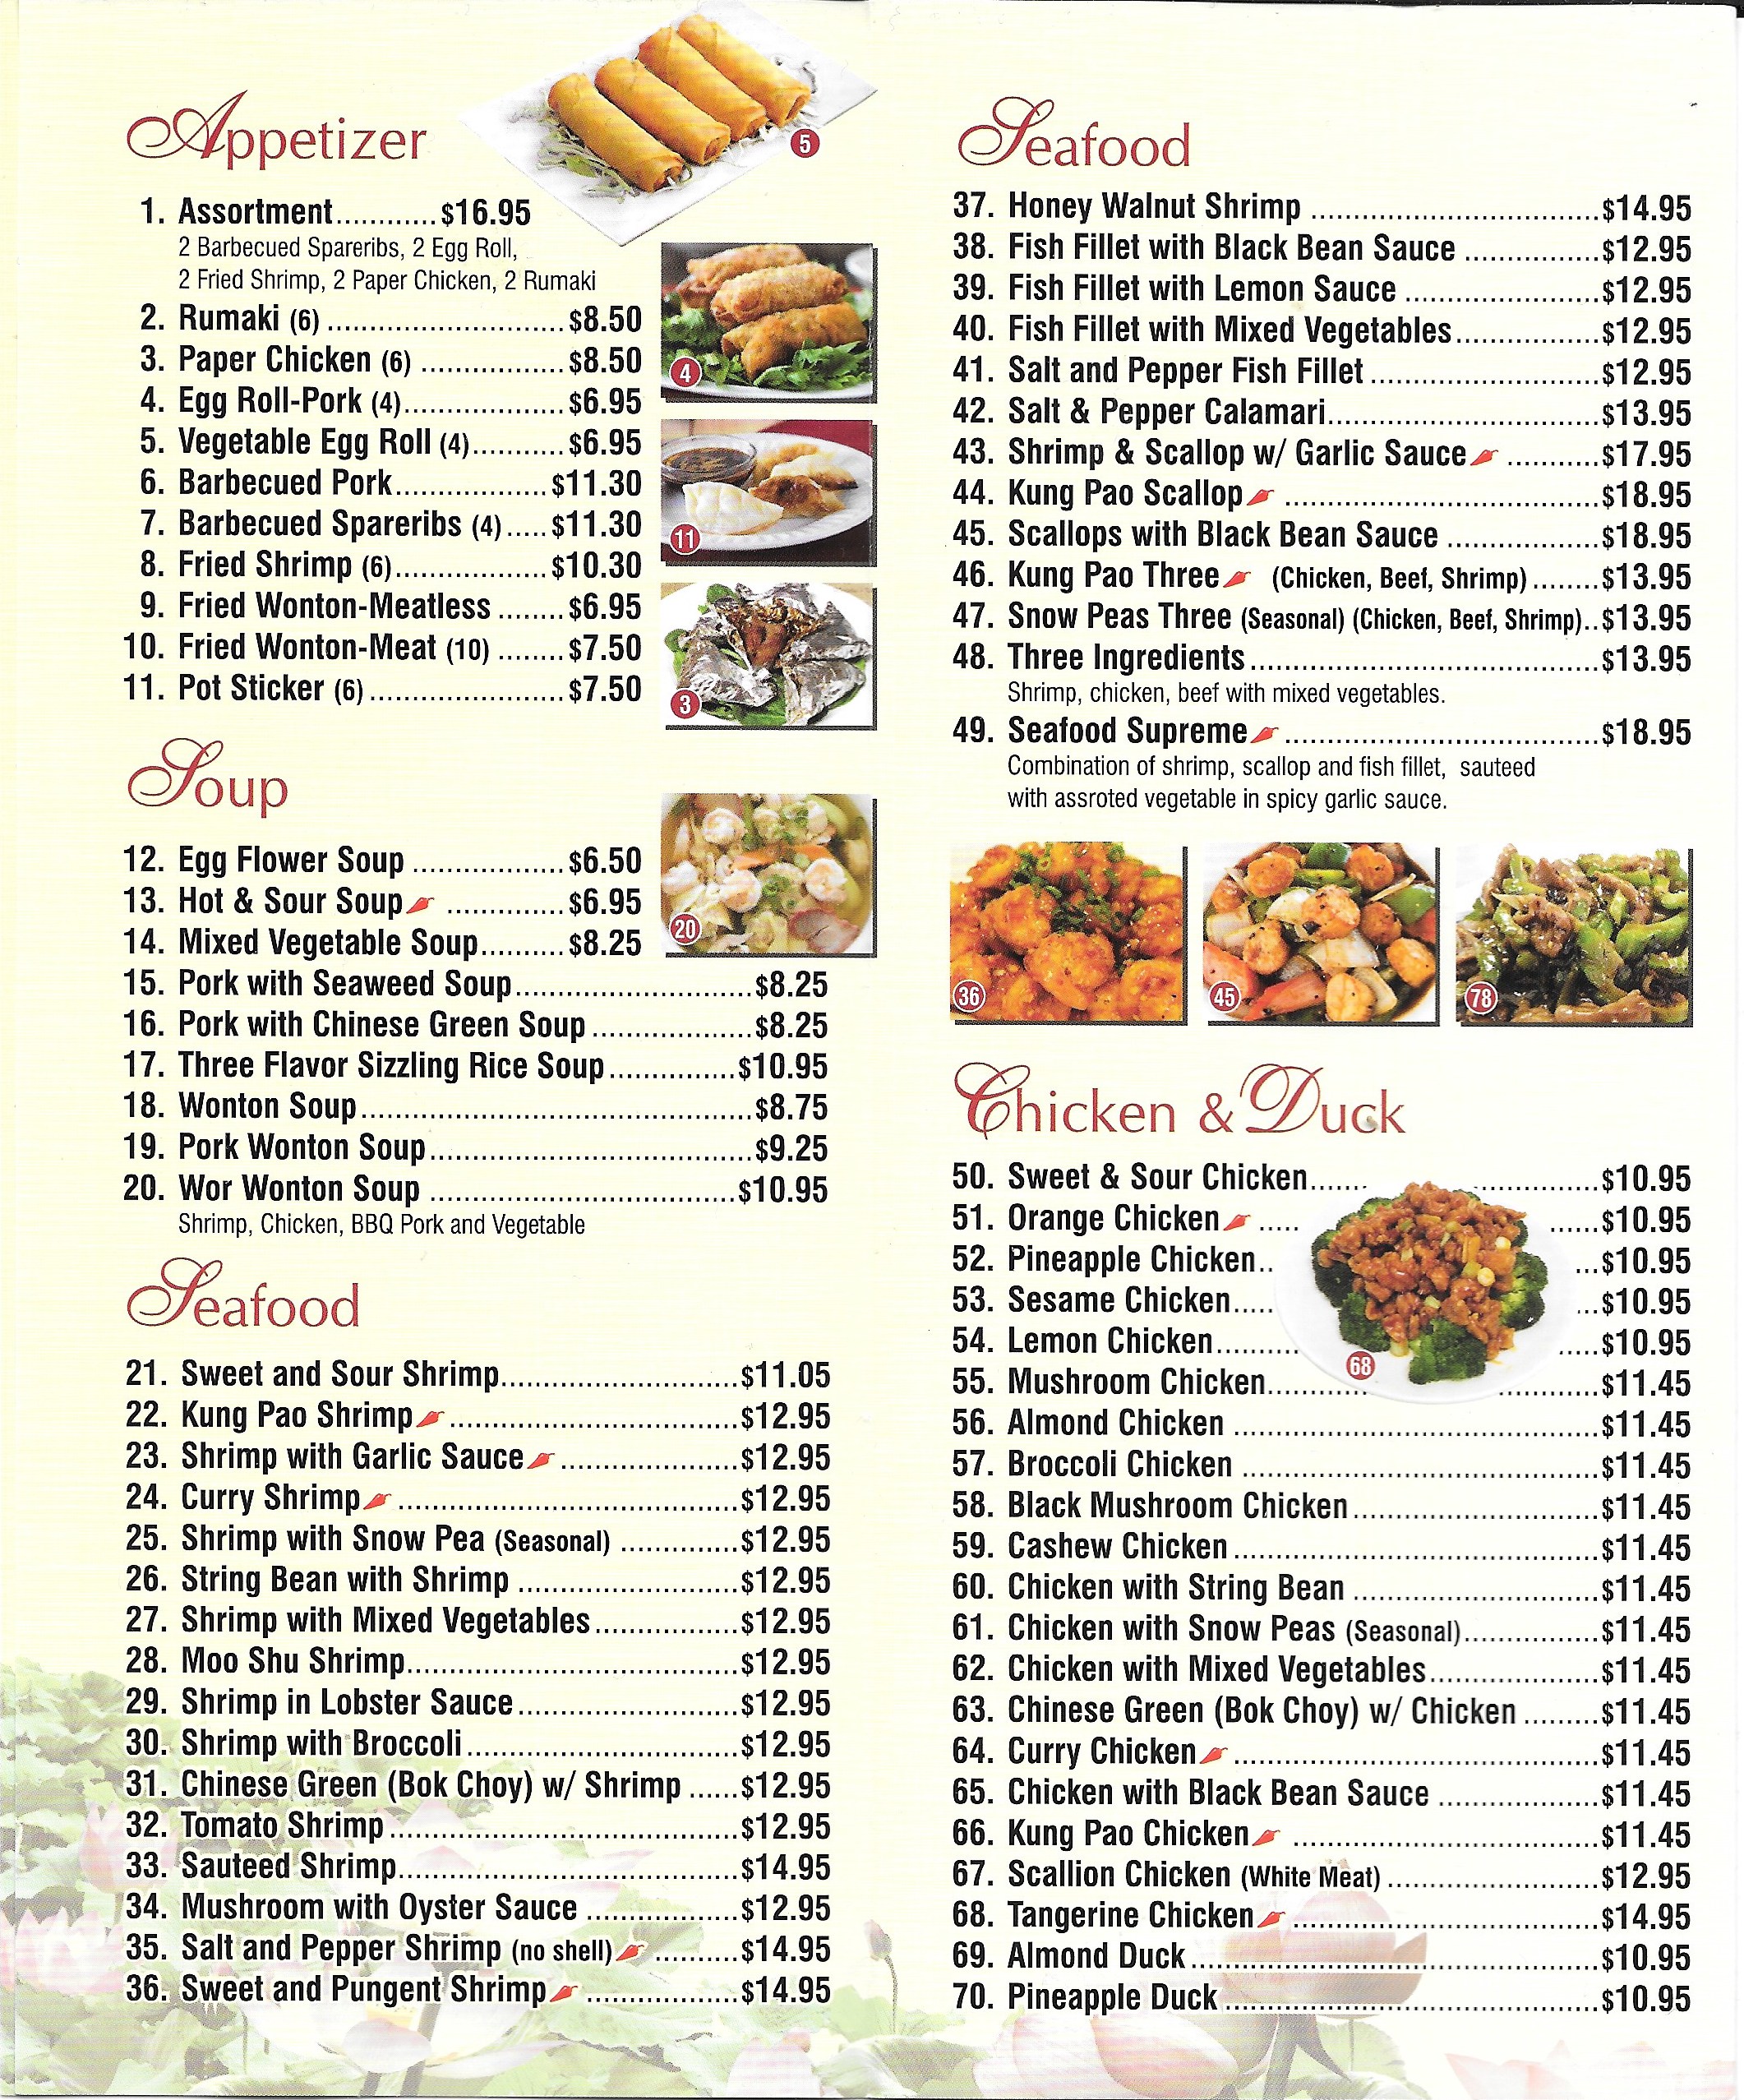 Appetizer
5
1. Assortment............$16.95
2 Barbecued Spareribs, 2 Egg Roll,
2 Fried Shrimp, 2 Paper Chicken, 2 Rumaki
2. Rumaki (6)............................$8.50
3. Paper Chicken (6) .................$8.50
4. Egg Roll-Pork (4)...................$6.95
5. Vegetable Egg Roll (4)...........$6.95
6. Barbecued Pork..................$11.30
7. Barbecued Spareribs (4).....$11.30
8. Fried Shrimp (6)..................$10.30
9. Fried Wonton-Meatless ........$6.95
10. Fried Wonton-Meat (10) ........$7.50
11. Pot Sticker (6).......................$7.50
4
11
3
Soup
12. Egg Flower Soup ..................$6.50
13. Hot & Sour Soup ..............$6.95
14. Mixed Vegetable Soup..........$8.25
15. Pork with Seaweed Soup............................$8.25
16. Pork with Chinese Green Soup ...................$8.25
17. Three Flavor Sizzling Rice Soup...............$10.95
18. Wonton Soup..............................................$8.75
19. Pork Wonton Soup......................................$9.25
20. Wor Wonton Soup ....................................$10.95
Shrimp, Chicken, BBQ Pork and Vegetable
20
Seafood
21. Sweet and Sour Shrimp............................$11.05
22. Kung Pao Shrimp ..................................$12.95
23. Shrimp with Garlic Sauce .....................$12.95
24. Curry Shrimp ........................................$12.95
25. Shrimp with Snow Pea (Seasonal) ..............$12.95
26. String Bean with Shrimp ..........................$12.95
27. Shrimp with Mixed Vegetables.................$12.95
28. Moo Shu Shrimp.......................................$12.95
29. Shrimp in Lobster Sauce..........................$12.95
30. Shrimp with Broccoli................................$12.95
31. Chinese Green (Bok Choy) w/ Shrimp ......$12.95
32. Tomato Shrimp.........................................$12.95
33. Sauteed Shrimp........................................$14.95
34. Mushroom with Oyster Sauce ..................$12.95
35. Salt and Pepper Shrimp (no shell) ..........$14.95
36. Sweet and Pungent Shrimp ..................$14.95
Seafood
37. Honey Walnut Shrimp ..................................$14.95
38. Fish Fillet with Black Bean Sauce ................$12.95
39. Fish Fillet with Lemon Sauce .......................$12.95
40. Fish Fillet with Mixed Vegetables.................$12.95
41. Salt and Pepper Fish Fillet...........................$12.95
42. Salt & Pepper Calamari................................$13.95
43. Shrimp & Scallop w/ Garlic Sauce ...........$17.95
44. Kung Pao Scallop .....................................$18.95
45. Scallops with Black Bean Sauce ..................$18.95
46. Kung Pao Three (Chicken, Beef, Shrimp)........$13.95
47. Snow Peas Three (Seasonal) (Chicken, Beef, Shrimp)..$13.95
48. Three Ingredients.........................................$13.95
Shrimp, chicken, beef with mixed vegetables.
49. Seafood Supreme .....................................$18.95
Combination of shrimp, scallop and fish fillet, sauteed
with assroted vegetable in spicy garlic sauce.
36
45
78
Chicken & Duck
50. Sweet & Sour Chicken....... ...............$10.95
51. Orange Chicken ..... ......$10.95
52. Pineapple Chicken.. ...$10.95
53. Sesame Chicken..... ...$10.95
54. Lemon Chicken.......... .....$10.95
55. Mushroom Chicken............ ............$11.45
68
56. Almond Chicken ...........................................$11.45
57. Broccoli Chicken ..........................................$11.45
58. Black Mushroom Chicken.............................$11.45
59. Cashew Chicken...........................................$11.45
60. Chicken with String Bean .............................$11.45
61. Chicken with Snow Peas (Seasonal)................$11.45
62. Chicken with Mixed Vegetables....................$11.45
63. Chinese Green (Bok Choy) w/ Chicken .........$11.45
64. Curry Chicken ...........................................$11.45
65. Chicken with Black Bean Sauce ...................$11.45
66. Kung Pao Chicken ....................................$11.45
67. Scallion Chicken (White Meat).........................$12.95
68. Tangerine Chicken ....................................$14.95
69. Almond Duck................................................$10.95
70. Pineapple Duck............................................$10.95